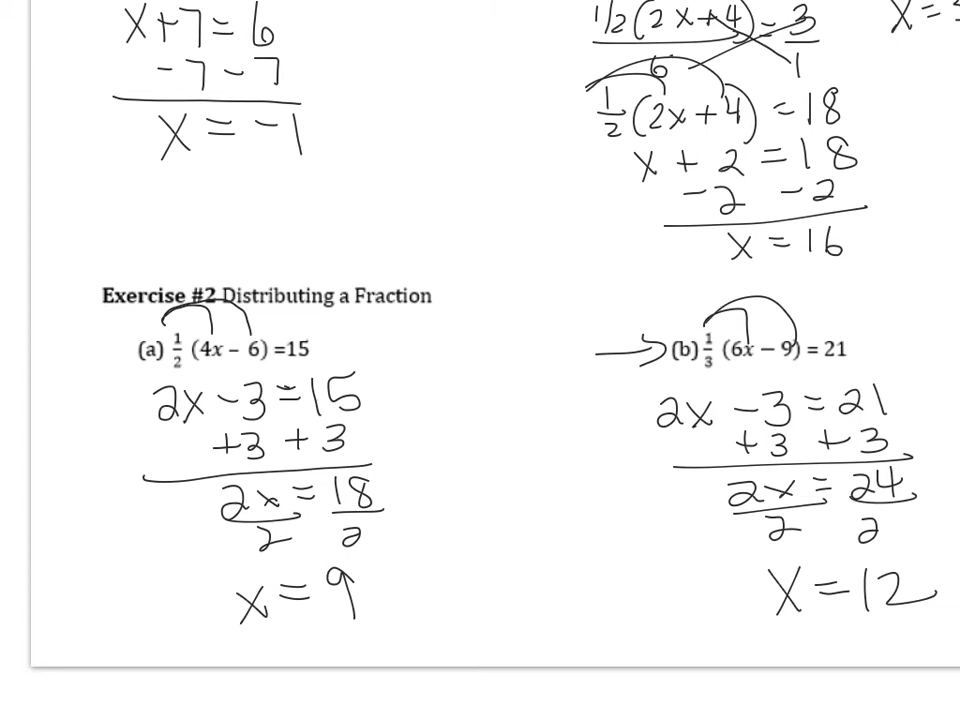 x+7=6
-7 -7
x = -1
1/2(2x+4) = 3
6 1
1/2(2x+4) = 18
x + 2 = 18
-2 -2
x = 16
x =
Exercise #2 Distributing a Fraction
(a) 1/2 (4x – 6) =15
2x -3 = 15
+3 +3
2x = 18
2 2
x = 9
(b) 1/3 (6x – 9) = 21
2x -3 = 21
+3 +3
2x = 24
2 2
x = 12